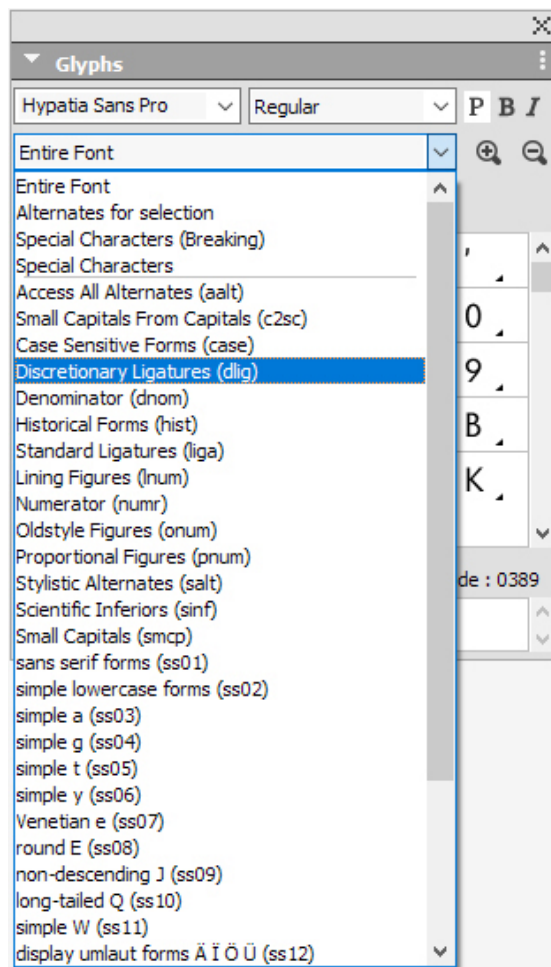 Glyphs
Hypatia Sans Pro Regular P B I
Entire Font
Entire Font
Alternates for selection
Special Characters (Breaking)
Special Characters
Access All Alternates (aalt)
Small Capitals From Capitals (c2sc)
Case Sensitive Forms (case)
Discretionary Ligatures (dlig)
Denominator (dnom)
Historical Forms (hist)
Standard Ligatures (liga)
Lining Figures (lnum)
Numerator (numr)
Oldstyle Figures (onum)
Proportional Figures (pnum)
Stylistic Alternates (salt)
Scientific Inferiors (sinf)
Small Capitals (smcp)
sans serif forms (ss01)
simple lowercase forms (ss02)
simple a (ss03)
simple g (ss04)
simple t (ss05)
simple y (ss06)
Venetian e (ss07)
round E (ss08)
non-descending J (ss09)
long-tailed Q (ss10)
simple W (ss11)
display umlaut forms Ä Ï Ö Ü (ss12)
'
0
9
B
K
de : 0389